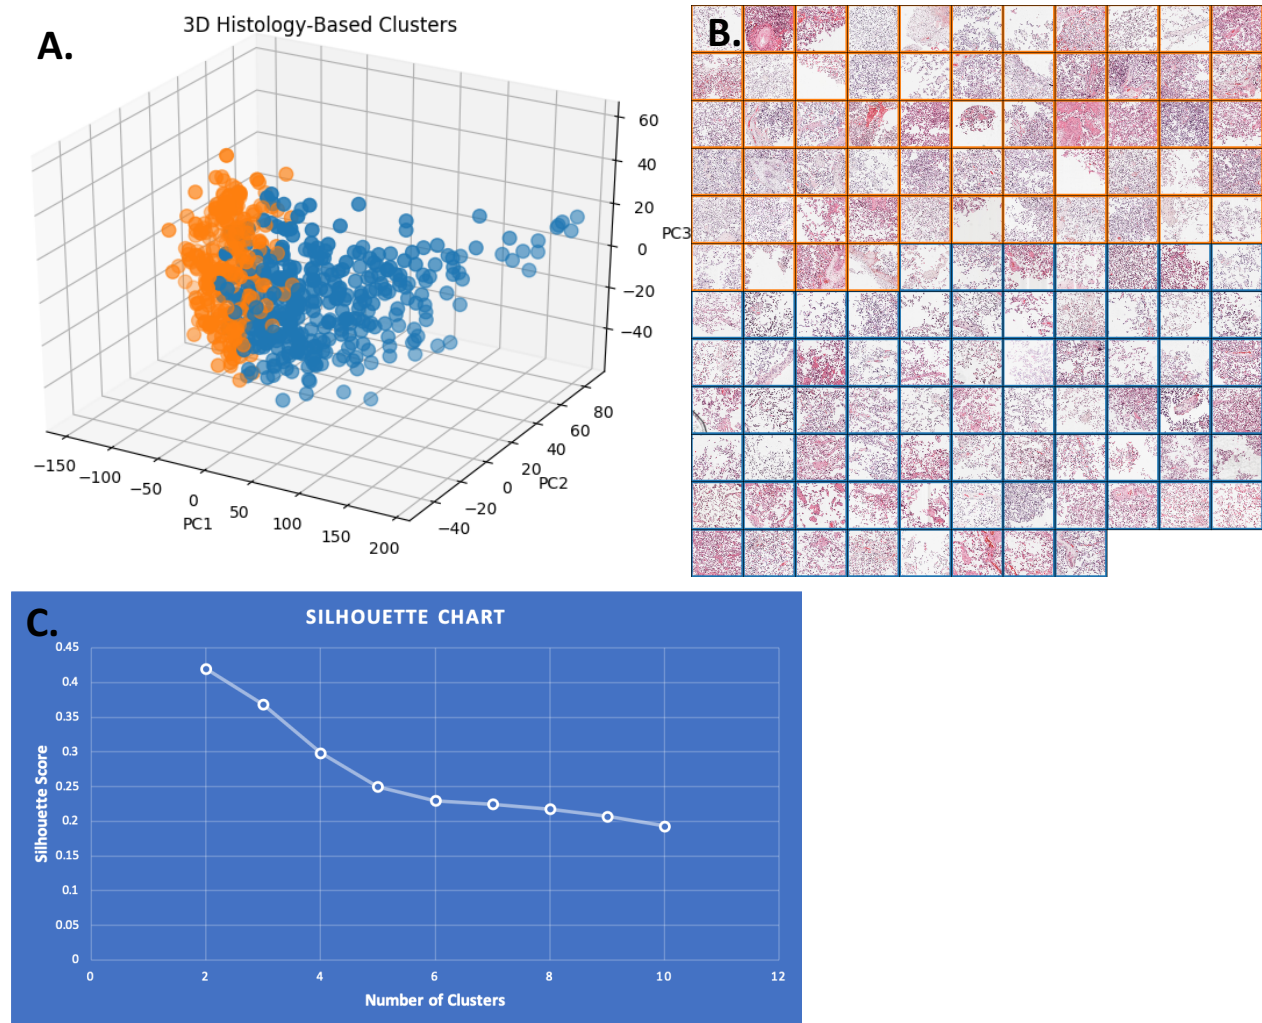 A.
3D Histology-Based Clusters
60
40
20
0
−20
−40
PC3
−150
−100
−50
0
50
100
150
200
PC1
−40
−20
0
20
40
60
80
PC2
B.
C.
SILHOUETTE CHART
0.45
0.4
0.35
0.3
0.25
0.2
0.15
0.1
0.05
0
Silhouette Score
0 2 4 6 8 10 12
Number of Clusters